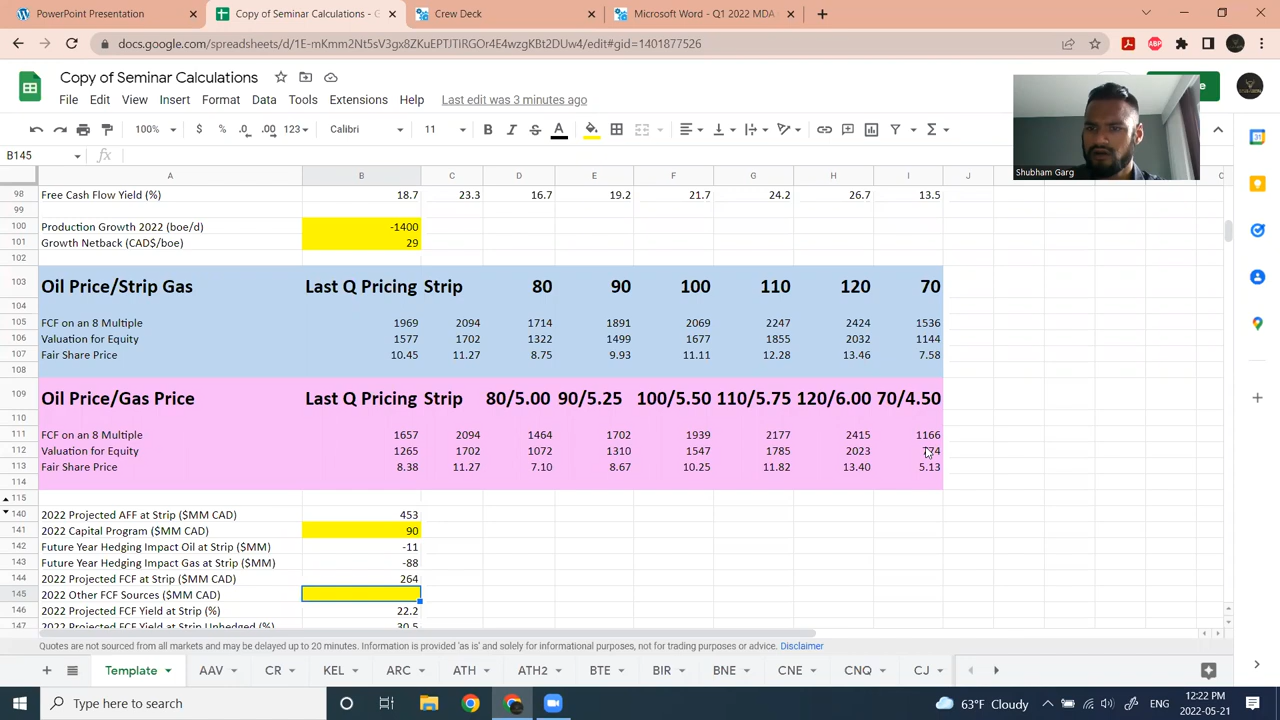 PowerPoint Presentation
Copy of Seminar Calculations - G
Crew Deck
Microsoft Word - Q1 2022 MDA
docs.google.com/spreadsheets/d/1E-mKmm2Nt5sV3gx8ZKsEPTDTRGOr4E4wzgKm2DUw4/edit#gid=1401877526
Copy of Seminar Calculations
File Edit View Insert Format Data Tools Extensions Help Last edit was 3 minutes ago
100% $ % .0 .00 123 Calibri 11 B I S A
B145 fx
Shubham Garg
A B C D E F G H I J K L M
98 Free Cash Flow Yield (%) 18.7 23.3 16.7 19.2 21.7 24.2 26.7 13.5
99
100 Production Growth 2022 (boe/d) -1400
101 Growth Netback (CAD$/boe) 29
102
103 Oil Price/Strip Gas Last Q Pricing Strip 80 90 100 110 120 70
104
105 FCF on an 8 Multiple 1969 2094 1714 1891 2069 2247 2424 1536
106 Valuation for Equity 1577 1702 1322 1499 1677 1855 2032 1144
107 Fair Share Price 10.45 11.27 8.75 9.93 11.11 12.28 13.46 7.58
108
109 Oil Price/Gas Price Last Q Pricing Strip 80/5.00 90/5.25 100/5.50 110/5.75 120/6.00 70/4.50
110
111 FCF on an 8 Multiple 1657 2094 1464 1702 1939 2177 2415 1166
112 Valuation for Equity 1265 1702 1072 1310 1547 1785 2023
113 Fair Share Price 8.38 11.27 7.10 8.67 10.25 11.82 13.40 5.13
114
115
140 2022 Projected AFF at Strip ($MM CAD) 453
141 2022 Capital Program ($MM CAD) 90
142 Future Year Hedging Impact Oil at Strip ($MM) -11
143 Future Year Hedging Impact Gas at Strip ($MM) -88
144 2022 Projected FCF at Strip ($MM CAD) 264
145 2022 Other FCF Sources ($MM CAD)
146 2022 Projected FCF Yield at Strip (%) 22.2
147 2022 Projected FCF Yield at Strip Unhedged (%) 30.5
Quotes are not sourced from all markets and may be delayed up to 20 minutes. Information is provided 'as is' and solely for informational purposes, not for trading purposes or advice. Disclaimer
Template AAV CR KEL ARC ATH ATH2 BTE BIR BNE CNE CNQ CJ
Type here to search
63°F Cloudy ENG 12:22 PM 2022-05-21